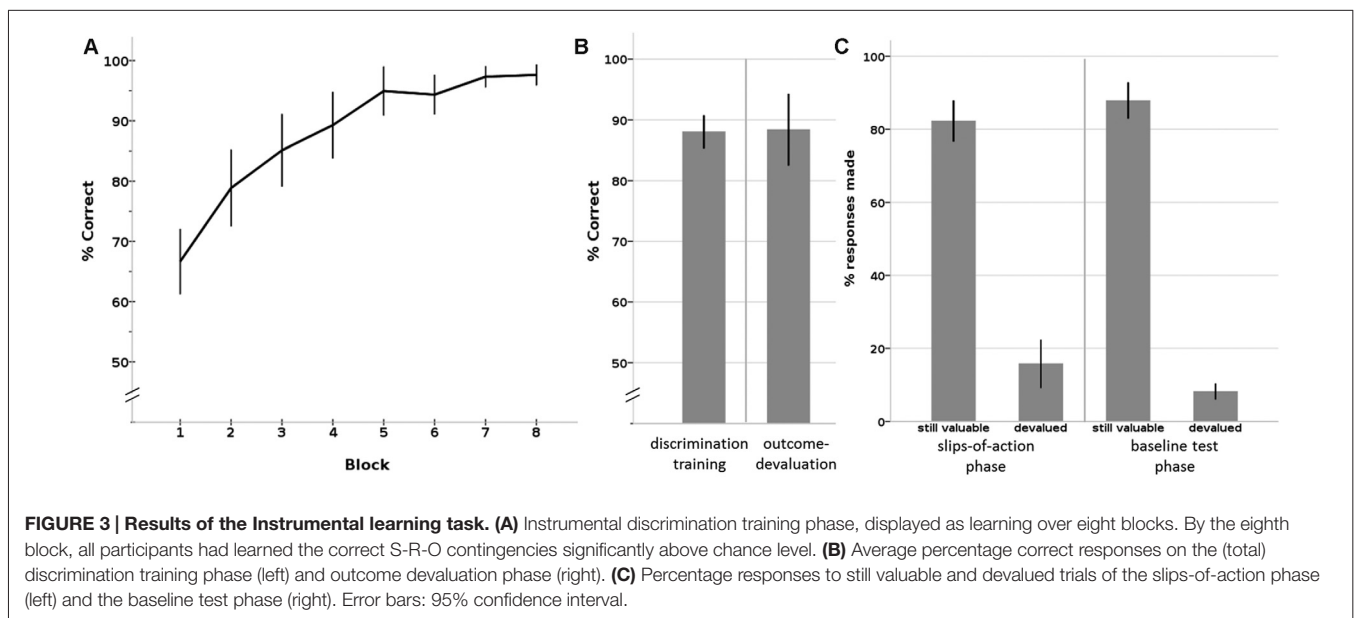 A
% Correct
100
90
80
70
60
50
1 2 3 4 5 6 7 8
Block
B
% Correct
100
90
80
70
60
50
discrimination training
outcome-devaluation
C
% responses made
100
80
60
40
20
0
still valuable devalued still valuable devalued
slips-of-action phase
baseline test phase
FIGURE 3 | Results of the Instrumental learning task. (A) Instrumental discrimination training phase, displayed as learning over eight blocks. By the eighth
block, all participants had learned the correct S-R-O contingencies significantly above chance level. (B) Average percentage correct responses on the (total)
discrimination training phase (left) and outcome devaluation phase (right). (C) Percentage responses to still valuable and devalued trials of the slips-of-action phase
(left) and the baseline test phase (right). Error bars: 95% confidence interval.